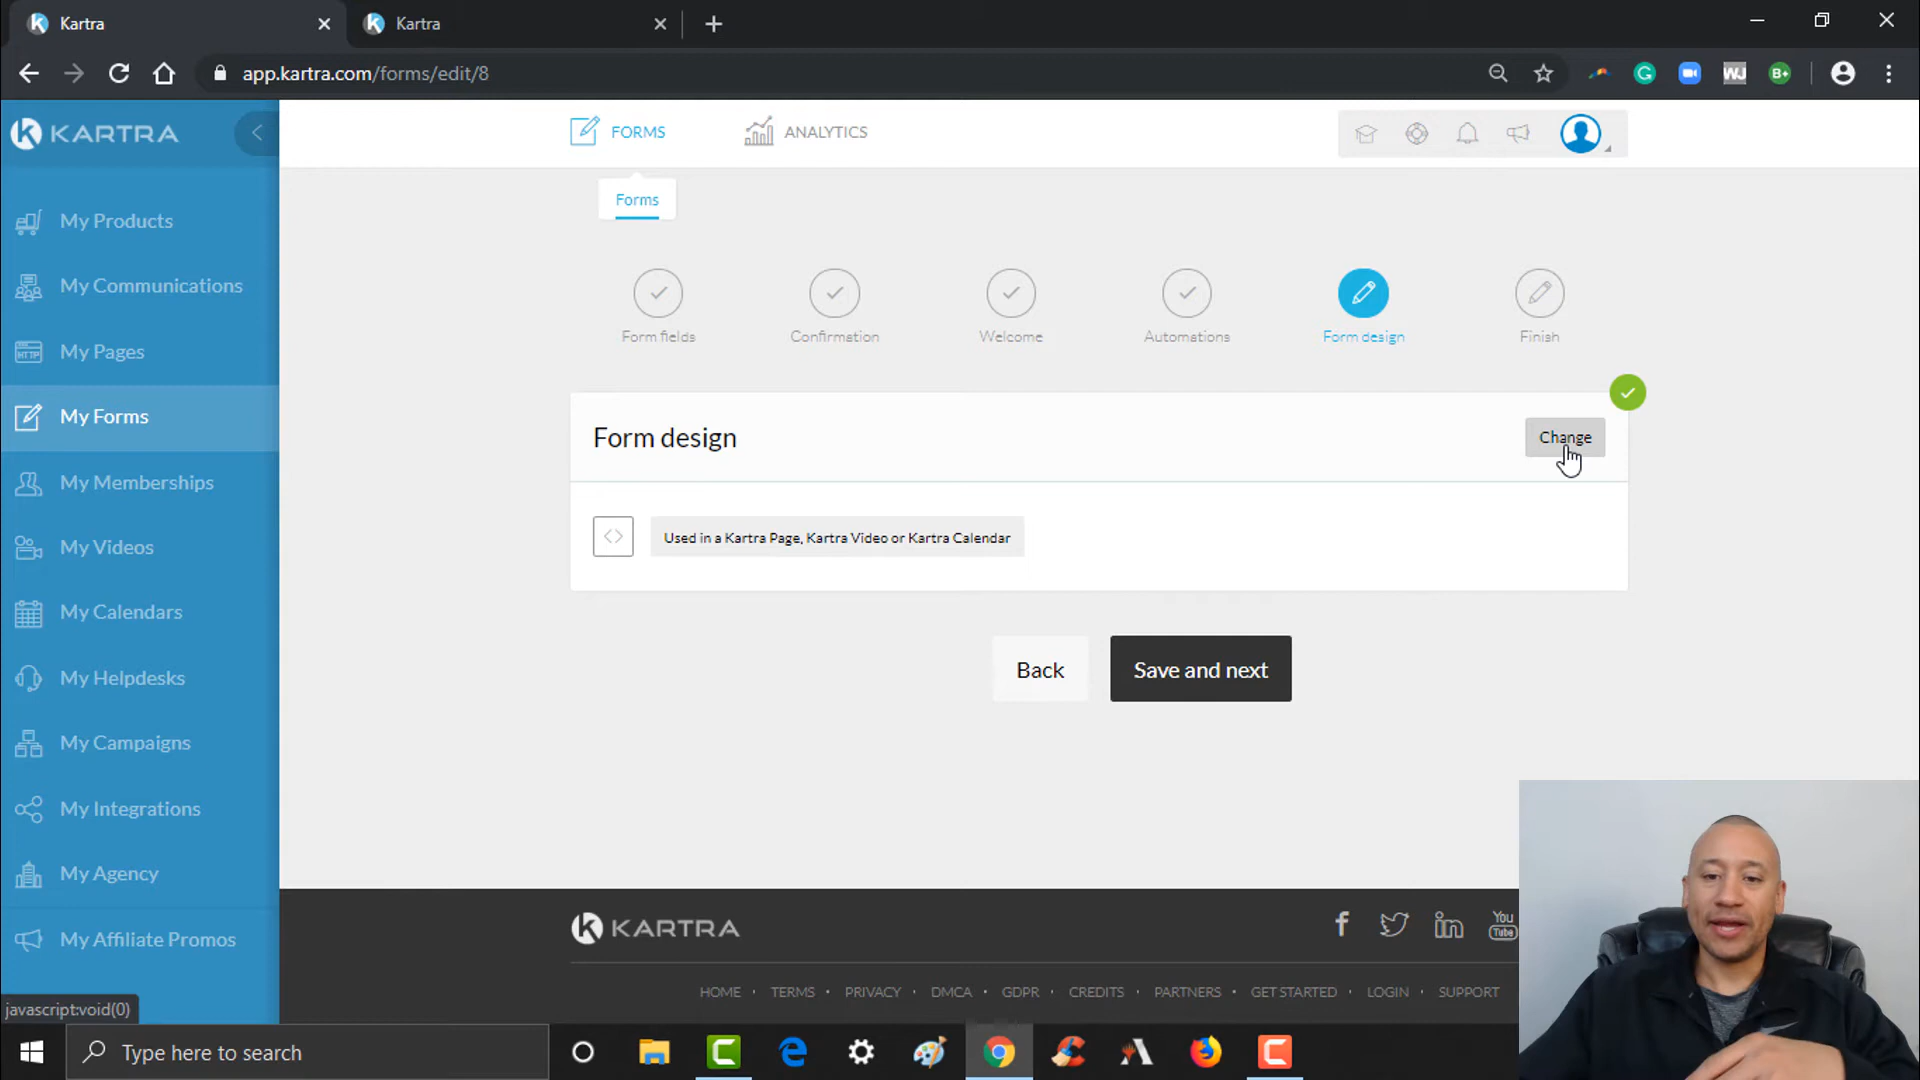 Kartra
Kartra
app.kartra.com/forms/edit/8
WJ
B+
KARTRA
FORMS
ANALYTICS
Forms
My Products
My Communications
HTTP
My Pages
My Forms
My Memberships
My Videos
My Calendars
My Helpdesks
My Campaigns
My Integrations
My Agency
My Affiliate Promos
Form fields
Confirmation
Welcome
Automations
Form design
Finish
Form design
Change
Used in a Kartra Page, Kartra Video or Kartra Calendar
Back
Save and next
KARTRA
You
Tube
HOME • TERMS • PRIVACY • DMCA • GDPR • CREDITS • PARTNERS • GET STARTED • LOGIN • SUPPORT
javascript:void(0)
Type here to search